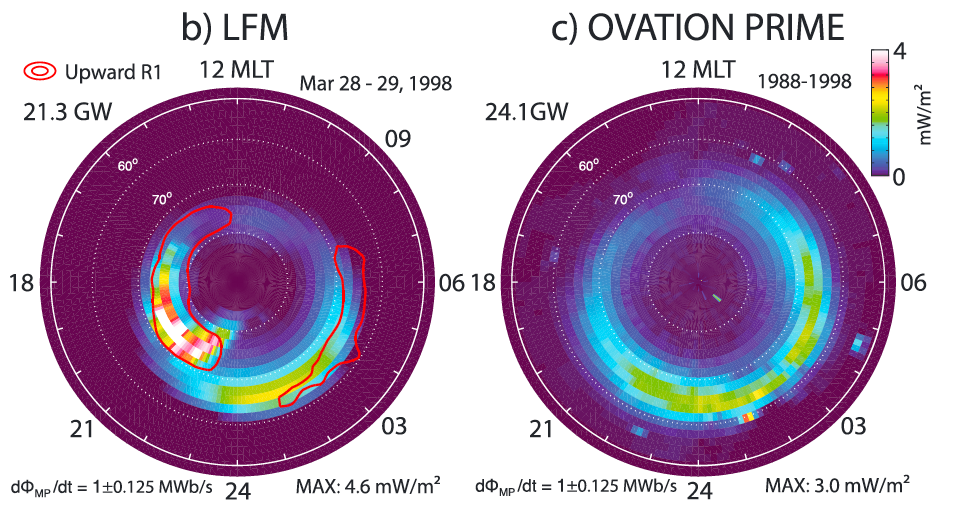 b) LFM
Upward R1
12 MLT
Mar 28 - 29, 1998
21.3 GW
09
60°
70°
18
06
21
03
24
dΦMP/dt = 1±0.125 MWb/s
MAX: 4.6 mW/m²
c) OVATION PRIME
12 MLT
1988-1998
24.1GW
4
mW/m²
0
60°
70°
18
06
21
03
24
dΦMP/dt = 1±0.125 MWb/s
MAX: 3.0 mW/m²